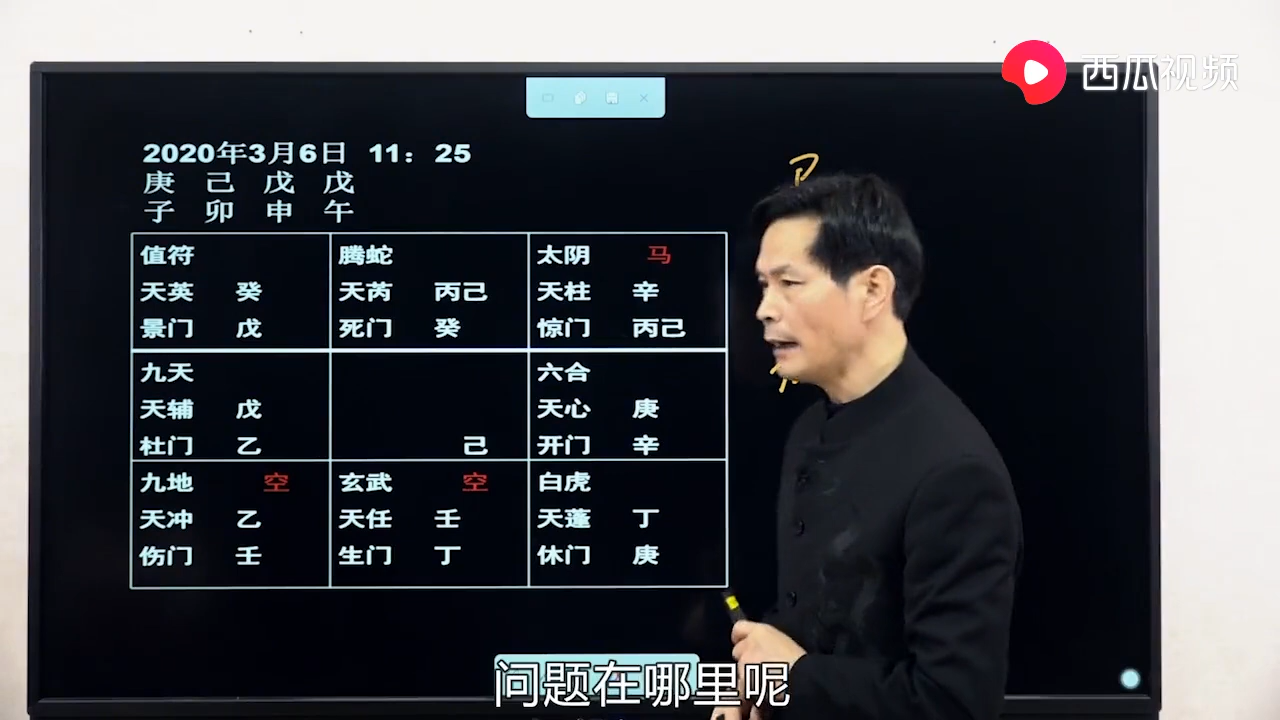 西瓜视频
2020年3月6日 11：25
庚 己 戊 戊
子 卯 申 午
值符
天英 癸
景门 戊
腾蛇
天芮 丙己
死门 癸
太阴 马
天柱 辛
惊门 丙己
九天
天辅 戊
杜门 乙
己
六合
天心 庚
开门 辛
九地 空
天冲 乙
伤门 壬
玄武 空
天任 壬
生门 丁
白虎
天蓬 丁
休门 庚
问题在哪里呢